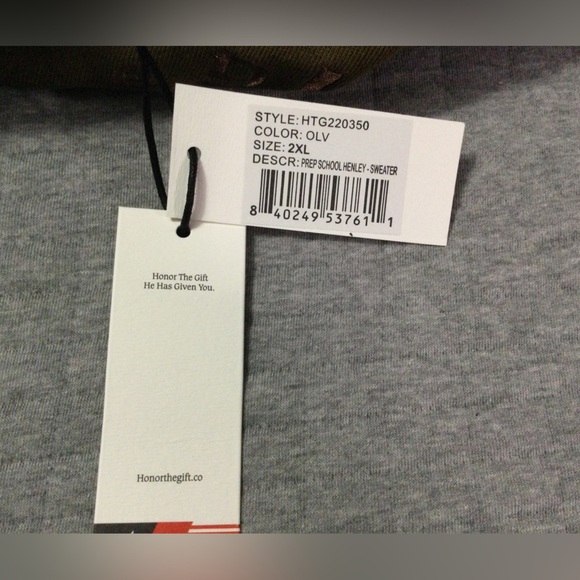 STYLE: HTG220350
COLOR: OLV
SIZE: 2XL
DESCR: PREP SCHOOL HENLEY - SWEATER
8 40249 53761 1
Honor The Gift
He Has Given You.
Honorthegift.co